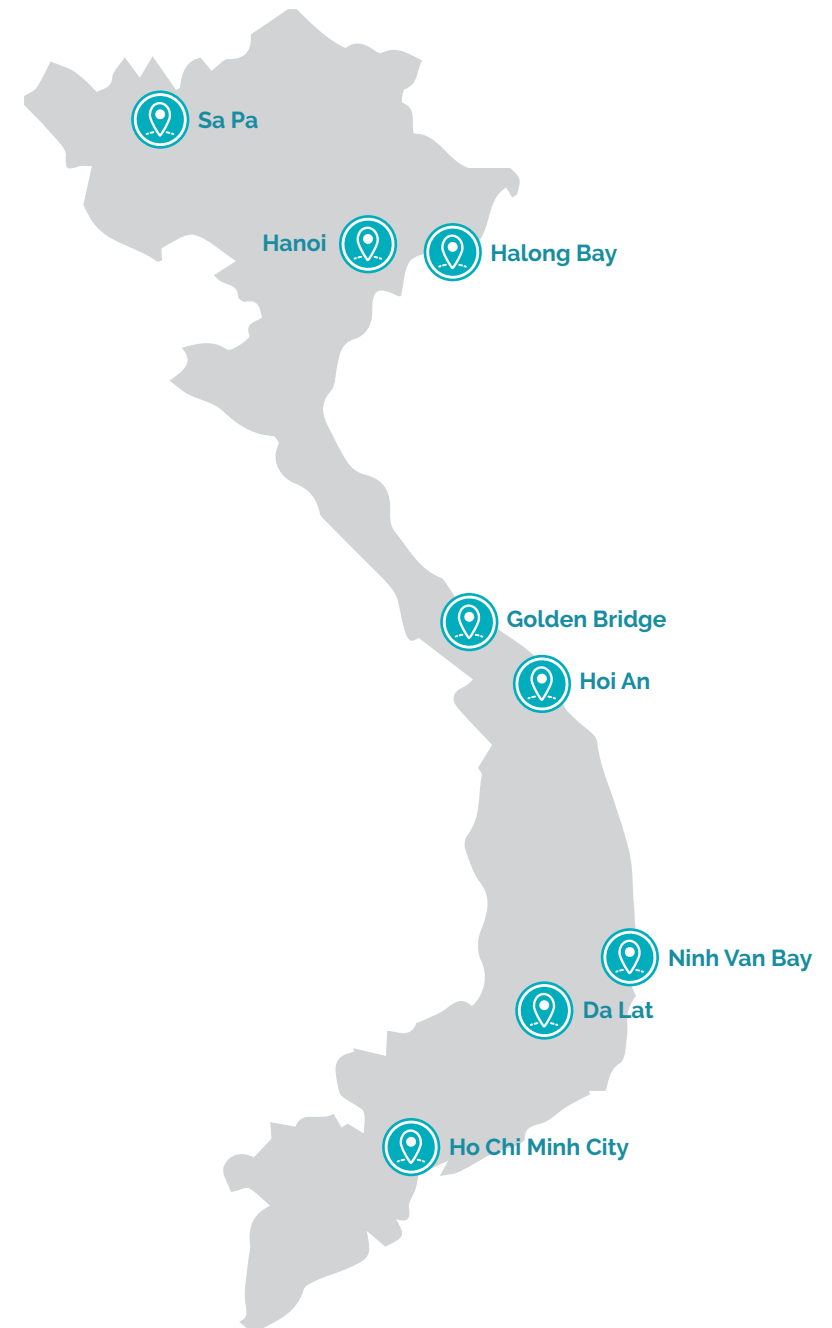 Sa Pa
Hanoi
Halong Bay
Golden Bridge
Hoi An
Ninh Van Bay
Da Lat
Ho Chi Minh City